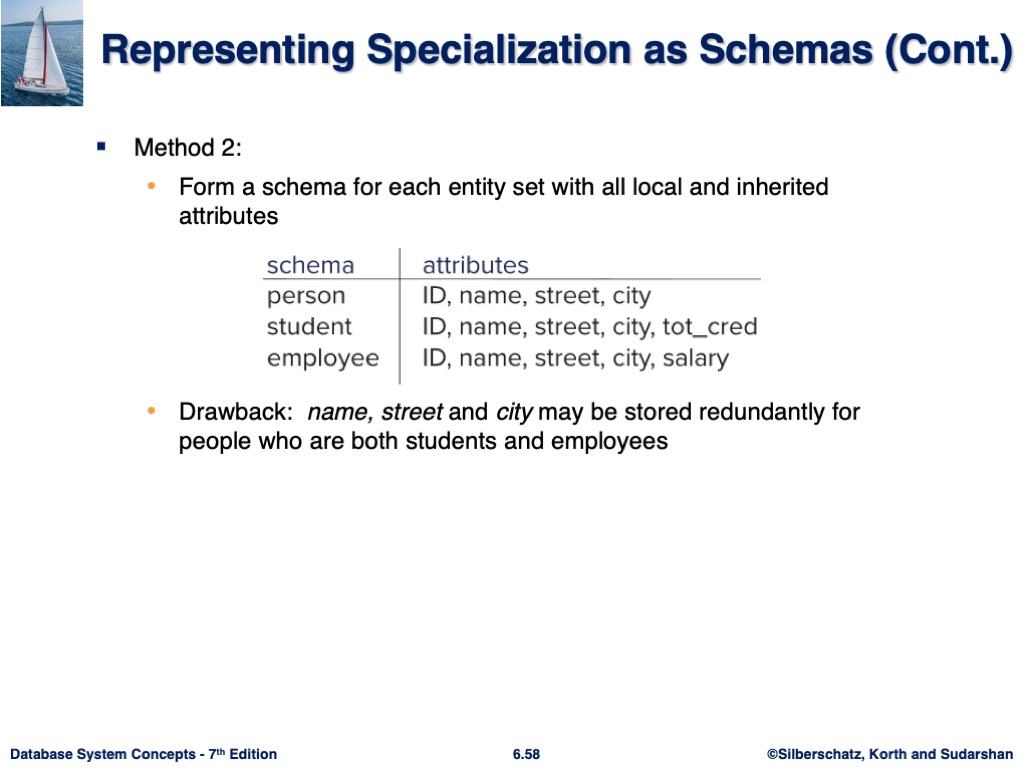 Representing Specialization as Schemas (Cont.)
▪ Method 2:
• Form a schema for each entity set with all local and inherited
attributes
schema attributes
person ID, name, street, city
student ID, name, street, city, tot_cred
employee ID, name, street, city, salary
• Drawback: name, street and city may be stored redundantly for
people who are both students and employees
Database System Concepts - 7th Edition 6.58 ©Silberschatz, Korth and Sudarshan